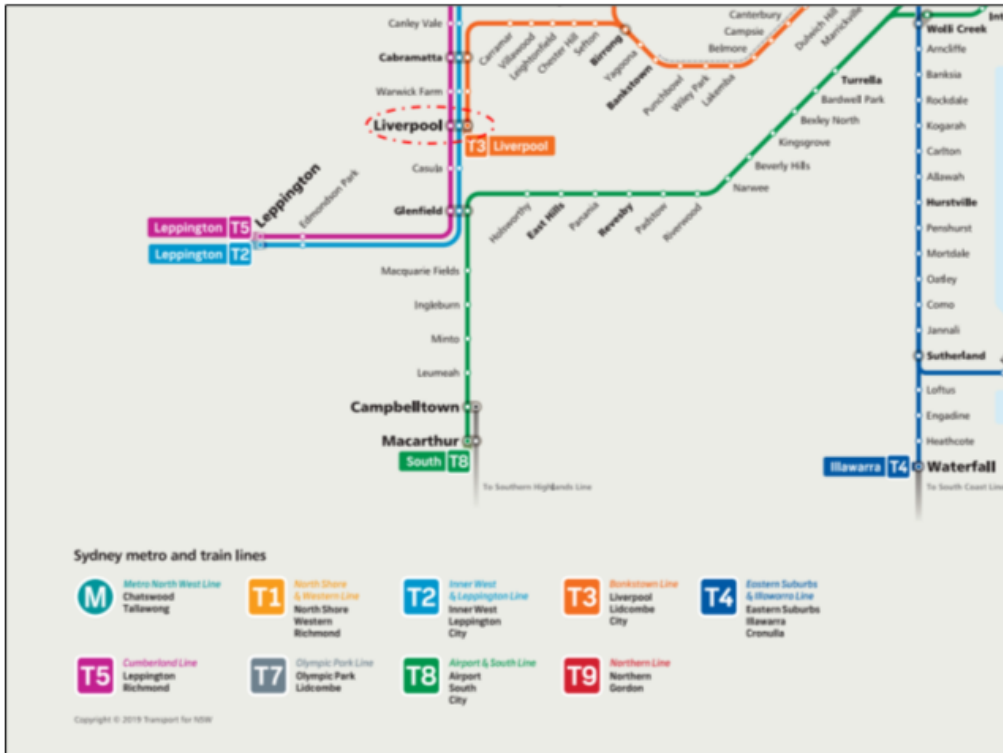 Canley Vale
Cabramatta
Warwick Farm
Liverpool
T3 Liverpool
Casula
Glenfield
Leppington
Edmondson Park
Leppington T5
Leppington T2
Macquarie Fields
Ingleburn
Minto
Leumeah
Campbelltown
Macarthur
South T8
To Southern Highlands Line
Carramar
Villawood
Leightonfield
Chester Hill
Sefton
Birrong
Yagoona
Bankstown
Punchbowl
Wiley Park
Lakemba
Belmore
Campsie
Canterbury
Dulwich Hill
Marrickville
Holsworthy
East Hills
Panania
Revesby
Padstow
Riverwood
Narwee
Beverly Hills
Kingsgrove
Bexley North
Bardwell Park
Turrella
Int
Wolli Creek
Arncliffe
Banksia
Rockdale
Kogarah
Carlton
Allawah
Hurstville
Penshurst
Mortdale
Oatley
Como
Jannali
Sutherland
Loftus
Engadine
Heathcote
Illawarra T4
Waterfall
To South Coast Line
Sydney metro and train lines
M
Metro North West Line
Chatswood
Tallawong
T1
North Shore
& Western Line
North Shore
Western
Richmond
T2
Inner West
& Leppington Line
Inner West
Leppington
City
T3
Bankstown Line
Liverpool
Lidcombe
City
T4
Eastern Suburbs
& Illawarra Line
Eastern Suburbs
Illawarra
Cronulla
T5
Cumberland Line
Leppington
Richmond
T7
Olympic Park Line
Olympic Park
Lidcombe
T8
Airport & South Line
Airport
South
City
T9
Northern Line
Northern
Gordon
Copyright © 2019 Transport for NSW